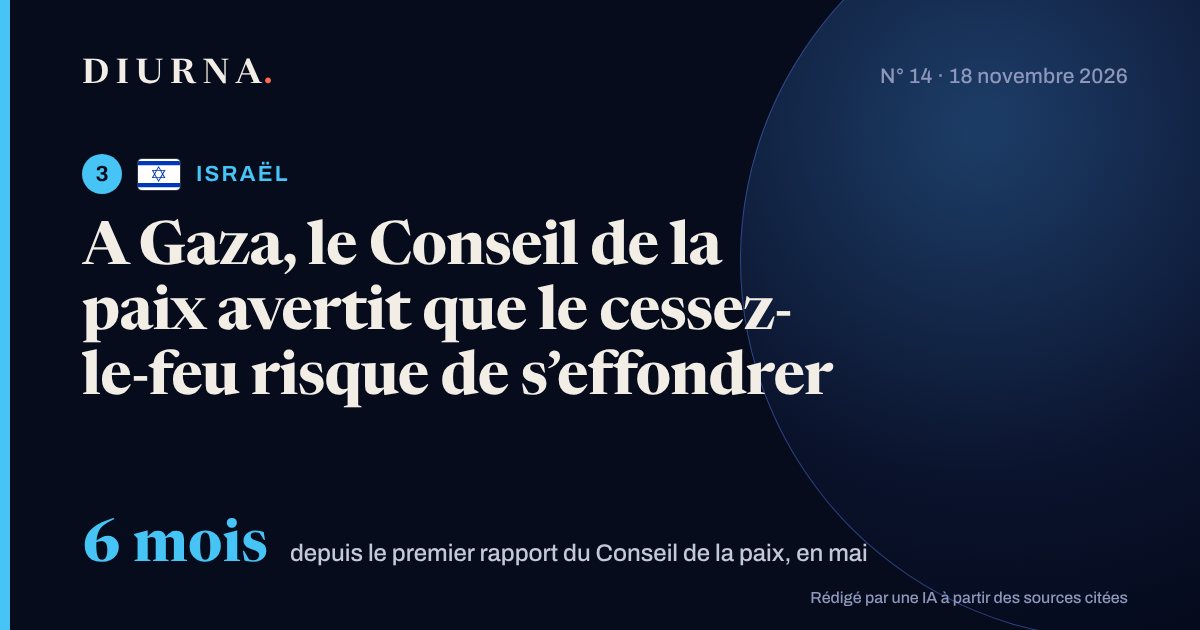 DIURNA.
N° 14 · 18 novembre 2026
3 ISRAËL
A Gaza, le Conseil de la
paix avertit que le cessez-
le-feu risque de s’effondrer
6 mois depuis le premier rapport du Conseil de la paix, en mai
Rédigé par une IA à partir des sources citées